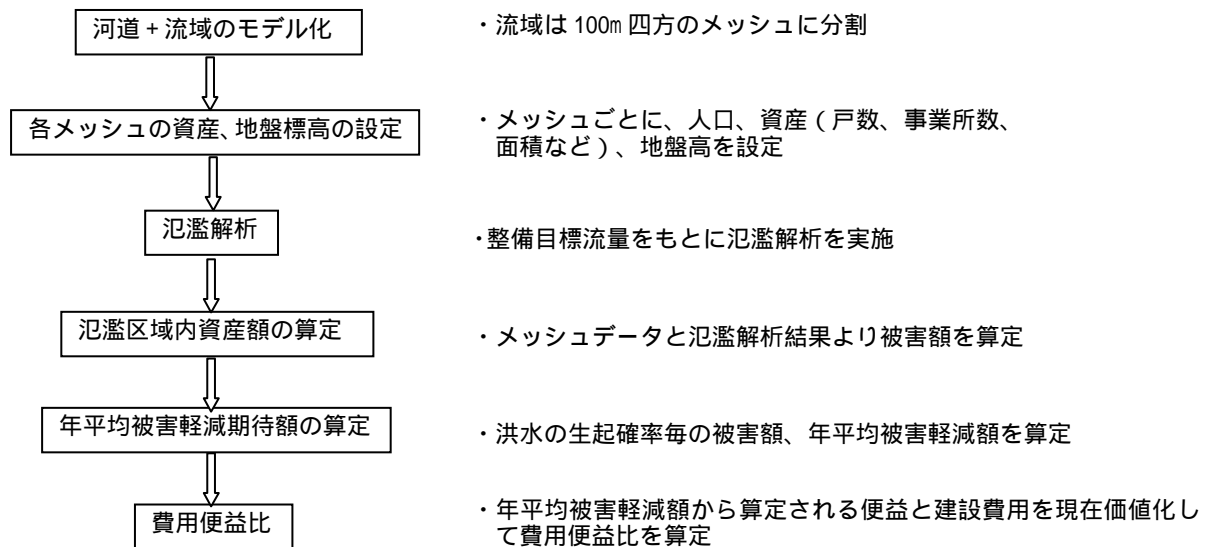 河道+流域のモデル化
・流域は100m四方のメッシュに分割
各メッシュの資産、地盤標高の設定
・メッシュごとに、人口、資産(戸数、事業所数、
面積など)、地盤高を設定
氾濫解析
・整備目標流量をもとに氾濫解析を実施
氾濫区域内資産額の算定
・メッシュデータと氾濫解析結果より被害額を算定
年平均被害軽減期待額の算定
・洪水の生起確率毎の被害額、年平均被害軽減額を算定
費用便益比
・年平均被害軽減額から算定される便益と建設費用を現在価値化し
て費用便益比を算定